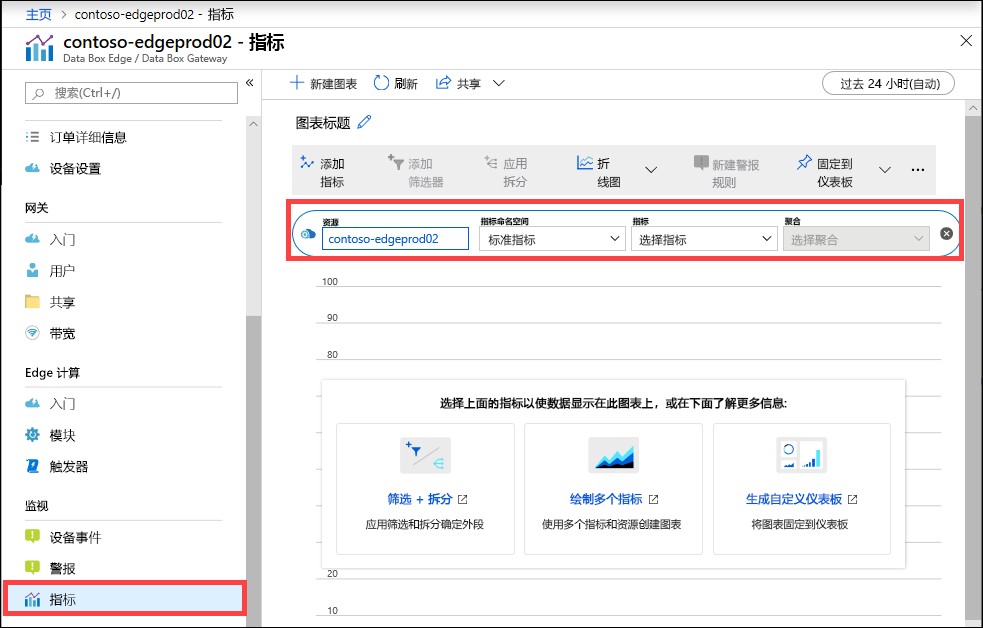 主页 > contoso-edgeprod02 - 指标
contoso-edgeprod02 - 指标
Data Box Edge / Data Box Gateway
搜索(Ctrl+/)
«
订单详细信息
设备设置
网关
入门
用户
共享
带宽
Edge 计算
入门
模块
触发器
监视
设备事件
警报
指标
新建图表 刷新 共享
过去 24 小时(自动)
图表标题
添加 指标
添加 筛选器
应用 拆分
折 线图
新建警报 规则
固定到 仪表板
...
资源 指标命名空间 指标 聚合
contoso-edgeprod02 标准指标 选择指标 选择聚合
100
90
80
选择上面的指标以使数据显示在此图表上，或在下面了解更多信息:
筛选 + 拆分
应用筛选和拆分确定外段
绘制多个指标
使用多个指标和资源创建图表
生成自定义仪表板
将图表固定到仪表板
20
10